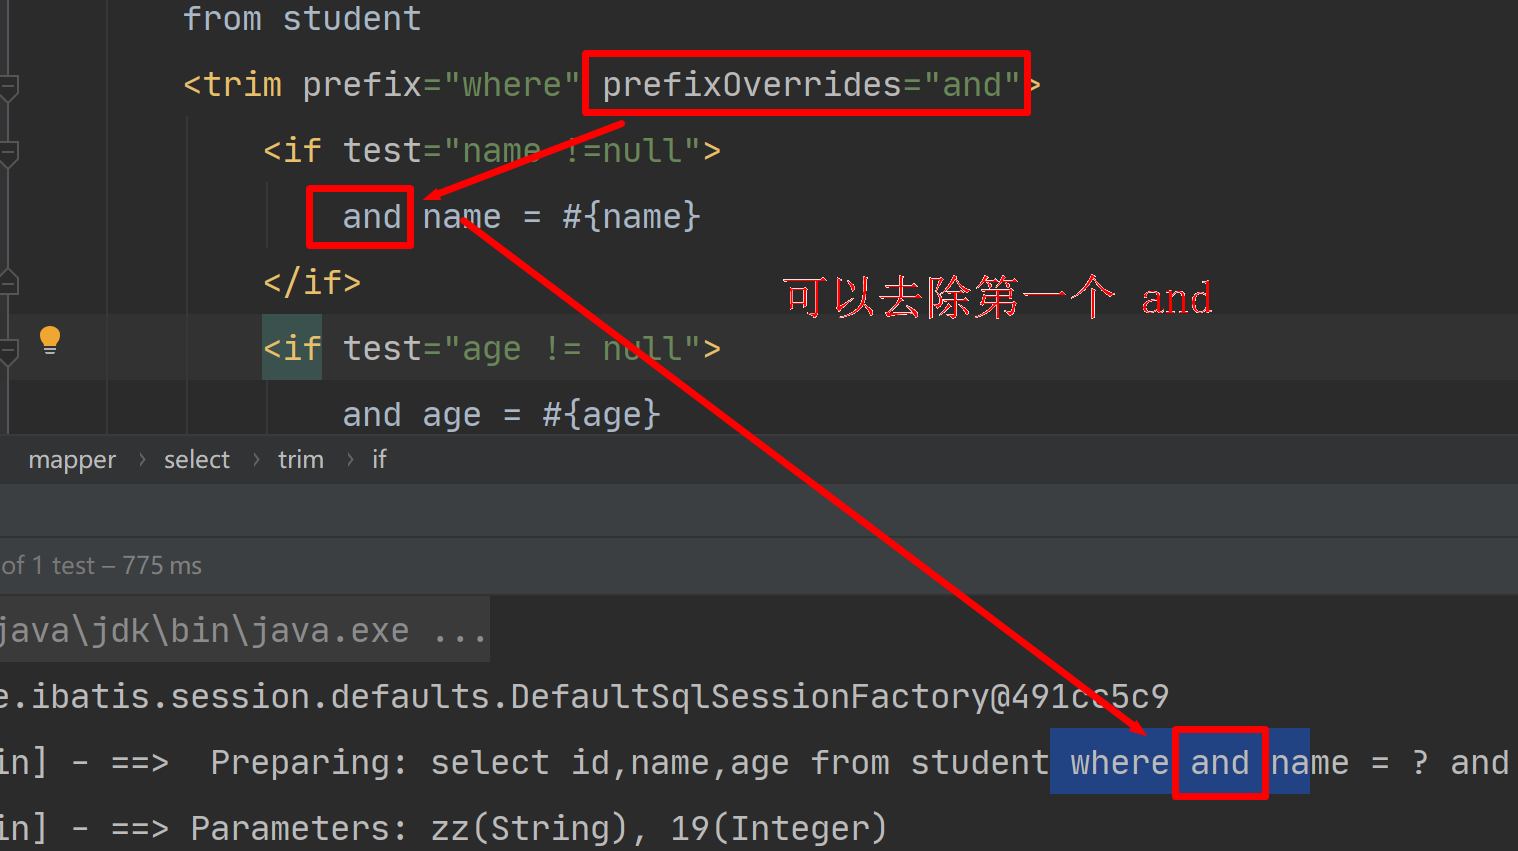 from student
<trim prefix="where" prefixOverrides="and">
<if test="name !=null">
and name = #{name}
</if>
可以去除第一个 and
<if test="age != null">
and age = #{age}
mapper › select › trim › if
of 1 test – 775 ms
java\jdk\bin\java.exe ...
e.ibatis.session.defaults.DefaultSqlSessionFactory@491cc5c9
in] - ==>  Preparing: select id,name,age from student where and name = ? and
in] - ==> Parameters: zz(String), 19(Integer)